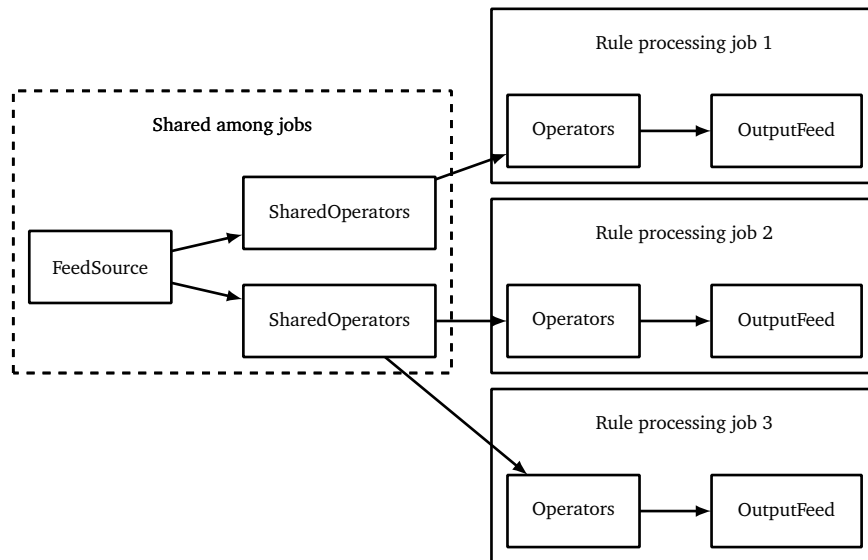 Rule processing job 1
Operators
OutputFeed
Shared among jobs
SharedOperators
FeedSource
SharedOperators
Rule processing job 2
Operators
OutputFeed
Rule processing job 3
Operators
OutputFeed